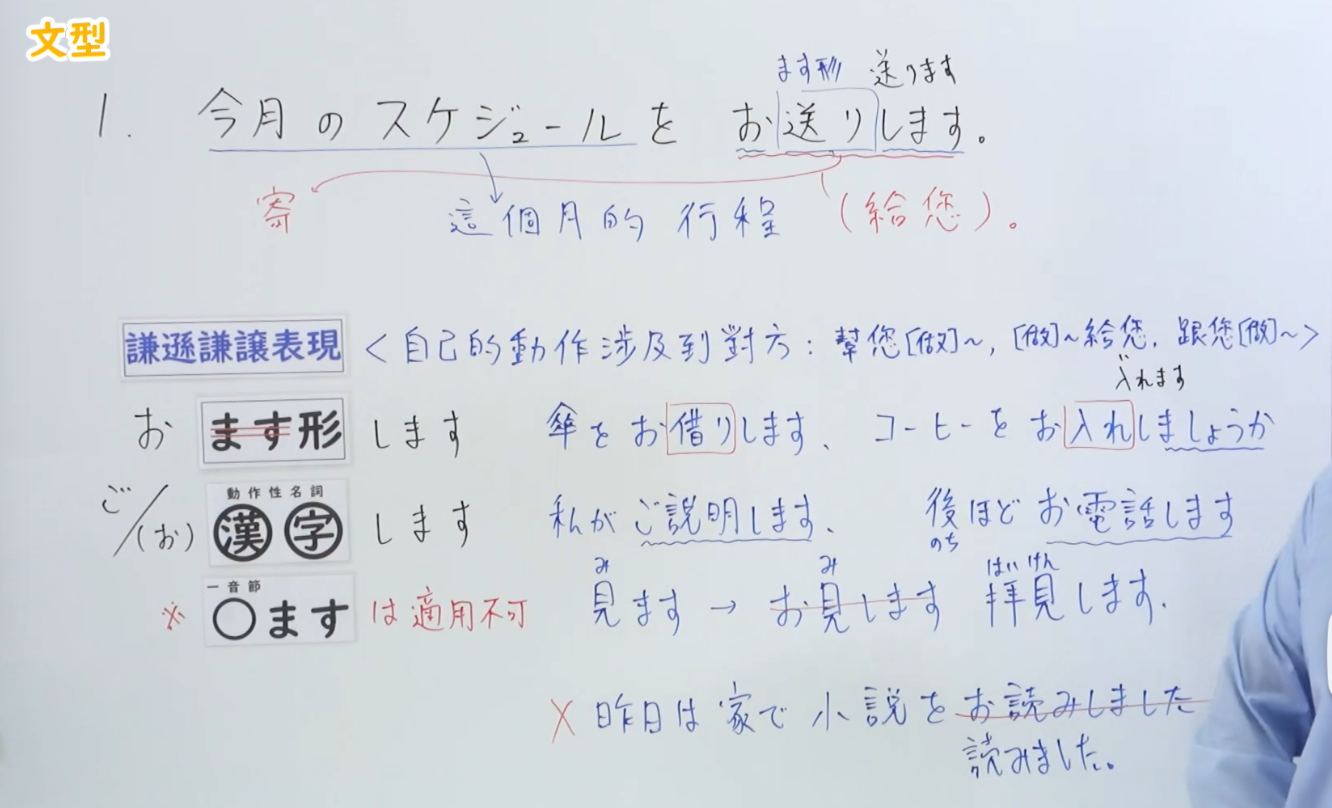 文型
ます形 送ります
1. 今月のスケジュールを お送りします。
寄 這個月的 行程 (給您)。
謙遜謙譲表現 <自己的動作涉及到對方:幫您[做]~, [做]~給您, 跟您[做]~>
入れます
お ます形 します 傘をお借りします、 コーヒーをお入れしましょうか
動作性名詞
ご/(お) 漢字 します 私がご説明します、 後ほどお電話します
のち
一音節 み み はいけん
※ ○ます は適用不可 見ます → お見します 拝見します.
X 昨日は家で小説をお読みしました
読みました。